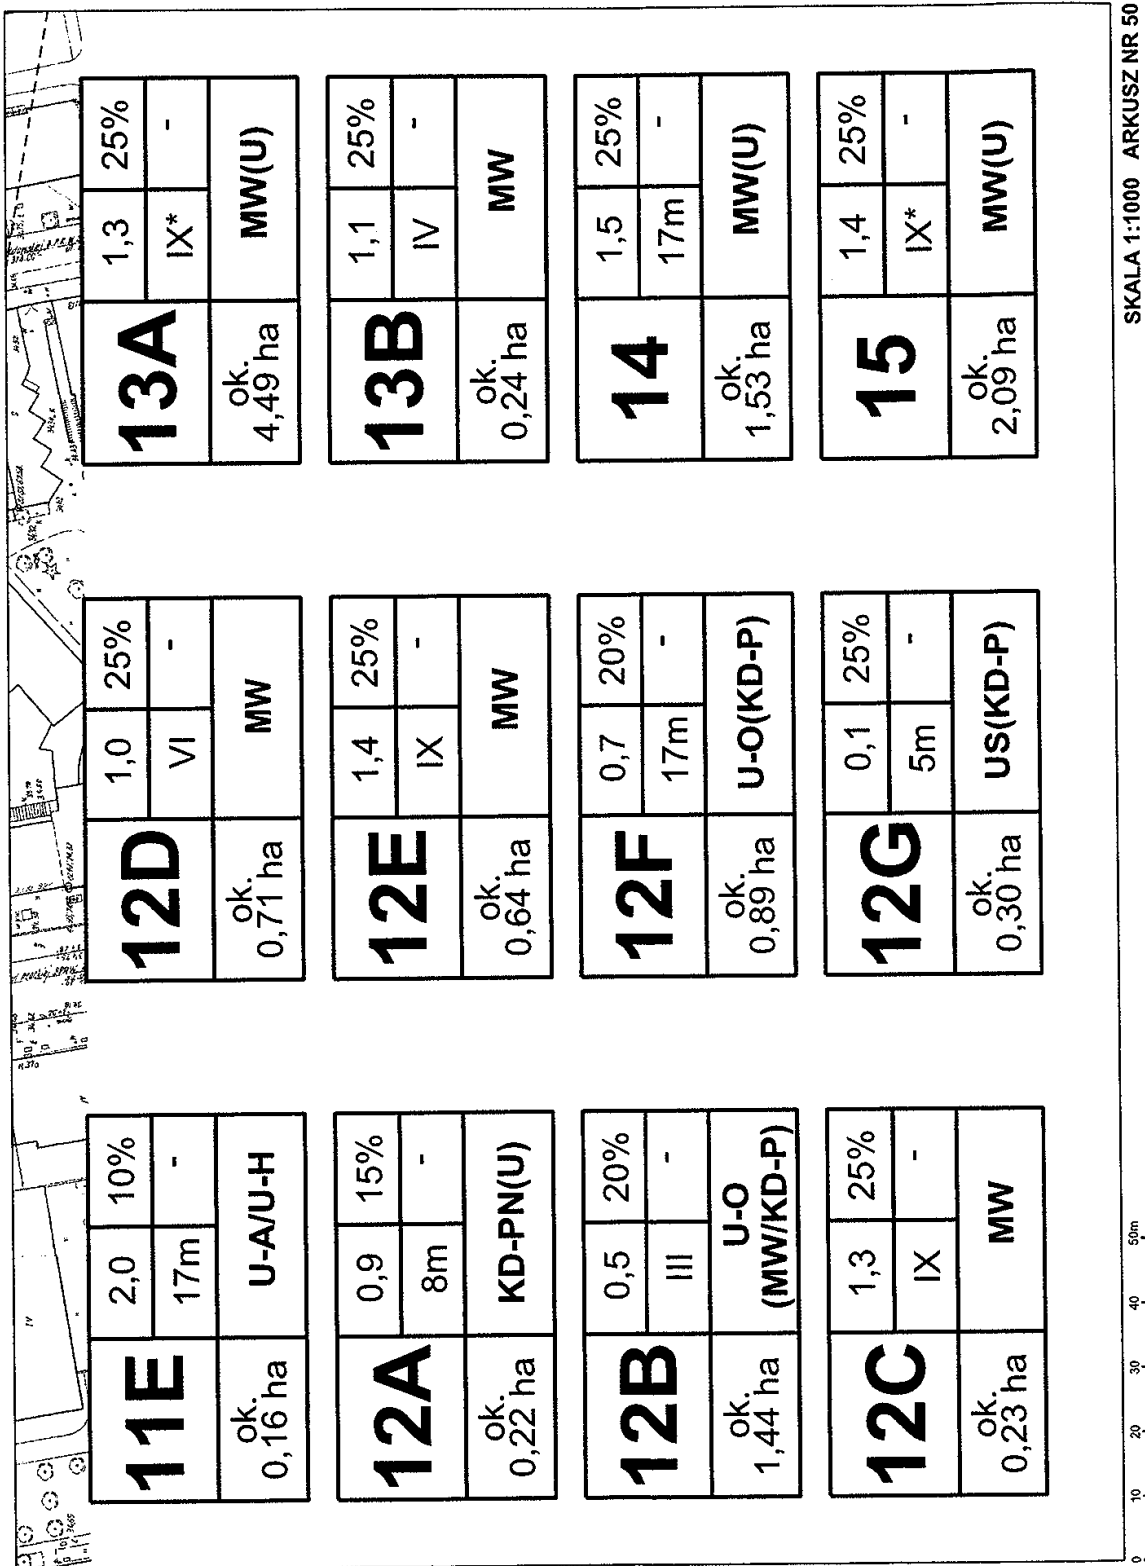 11E 2,0 10%
17m -
ok.
0,16 ha U-A/U-H
12D 1,0 25%
VI -
ok.
0,71 ha MW
13A 1,3 25%
IX* -
ok.
4,49 ha MW(U)
12A 0,9 15%
8m -
ok.
0,22 ha KD-PN(U)
12E 1,4 25%
IX -
ok.
0,64 ha MW
13B 1,1 25%
IV -
ok.
0,24 ha MW
12B 0,5 20%
III -
ok. U-O
1,44 ha (MW/KD-P)
12F 0,7 20%
17m -
ok.
0,89 ha U-O(KD-P)
14 1,5 25%
17m -
ok.
1,53 ha MW(U)
12C 1,3 25%
IX -
ok.
0,23 ha MW
12G 0,1 25%
5m -
ok.
0,30 ha US(KD-P)
15 1,4 25%
IX* -
ok.
2,09 ha MW(U)
0 10 20 30 40 50m
SKALA 1:1000 ARKUSZ NR 50